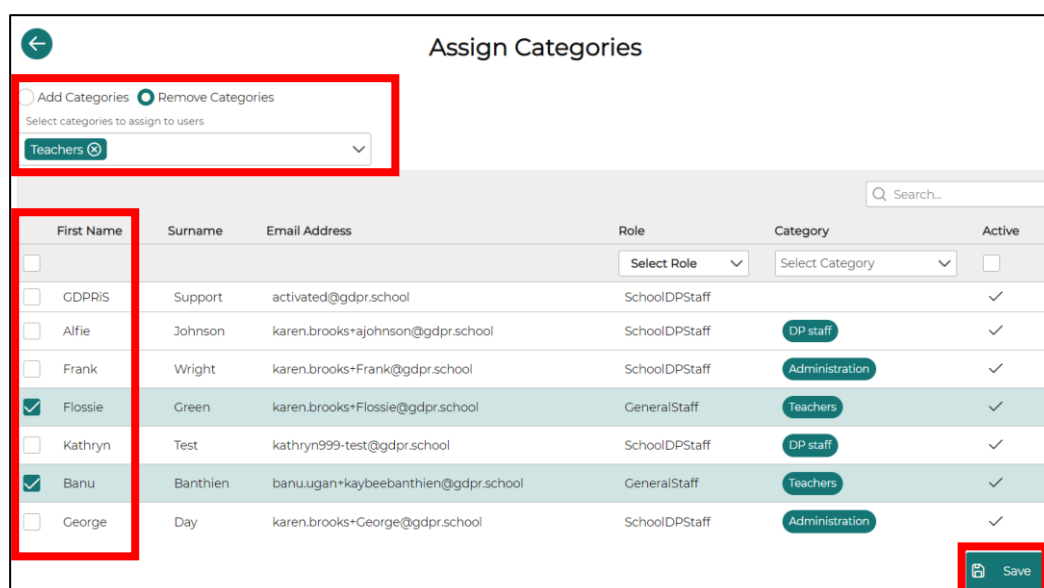 Assign Categories
Add Categories Remove Categories
Select categories to assign to users
Teachers
Search...
First Name Surname Email Address Role Category Active
Select Role Select Category
GDPRiS Support activated@gdpr.school SchoolDPStaff
Alfie Johnson karen.brooks+ajohnson@gdpr.school SchoolDPStaff DP staff
Frank Wright karen.brooks+Frank@gdpr.school SchoolDPStaff Administration
Flossie Green karen.brooks+Flossie@gdpr.school GeneralStaff Teachers
Kathryn Test kathryn999-test@gdpr.school SchoolDPStaff DP staff
Banu Banthien banu.ugan+kaybeebanthien@gdpr.school GeneralStaff Teachers
George Day karen.brooks+George@gdpr.school SchoolDPStaff Administration
Save